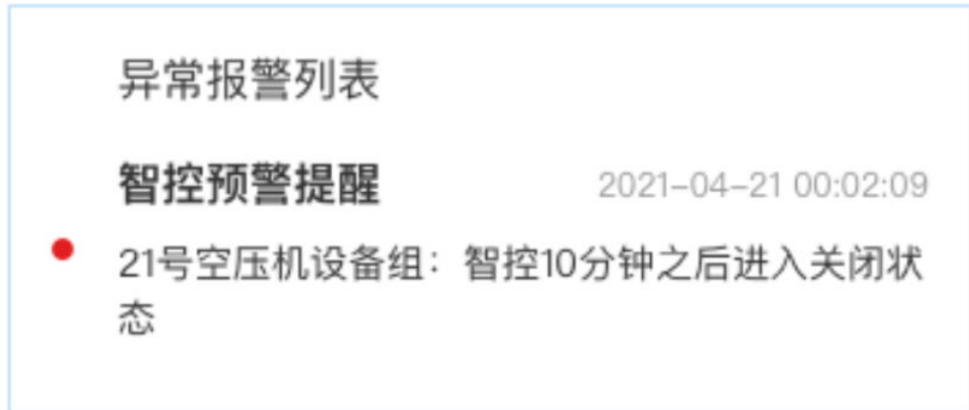 异常报警列表
智控预警提醒 2021-04-21 00:02:09
21号空压机设备组：智控10分钟之后进入关闭状
态